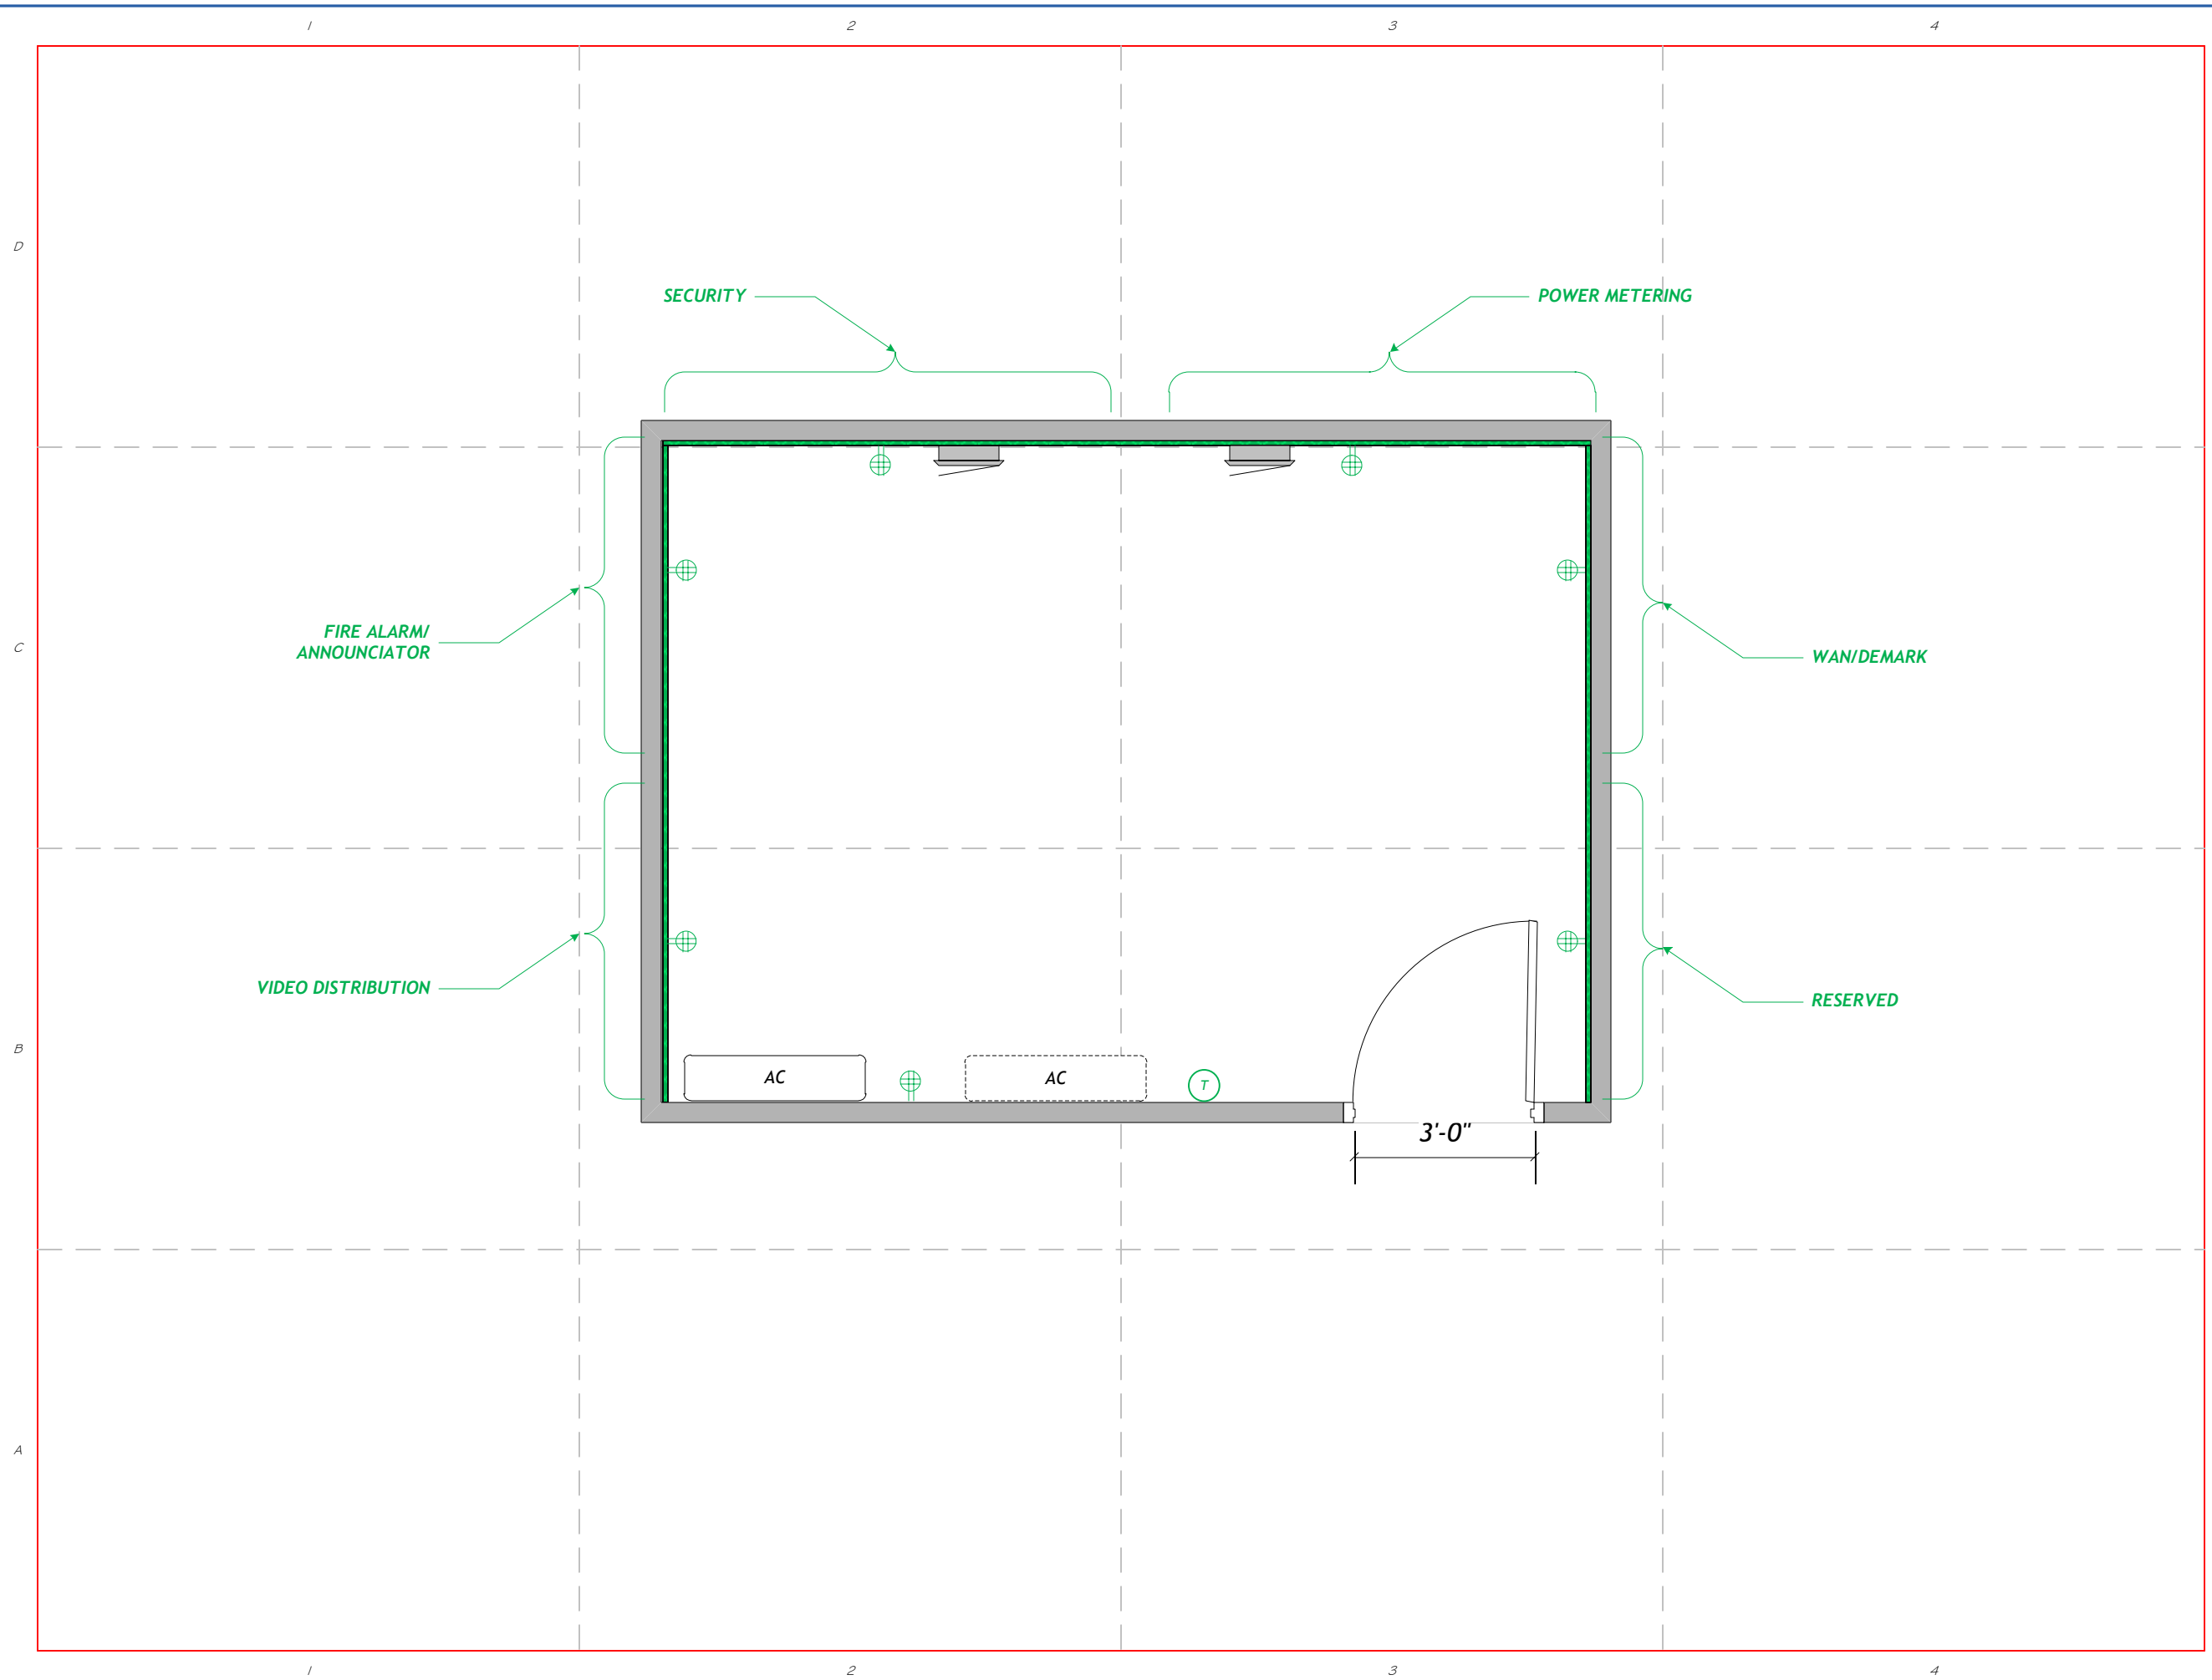 1 2 3 4
D
SECURITY POWER METERING
FIRE ALARM/
ANNOUNCIATOR
C
WAN/DEMARK
VIDEO DISTRIBUTION
RESERVED
B
AC AC T
3'-0"
A
1 2 3 4